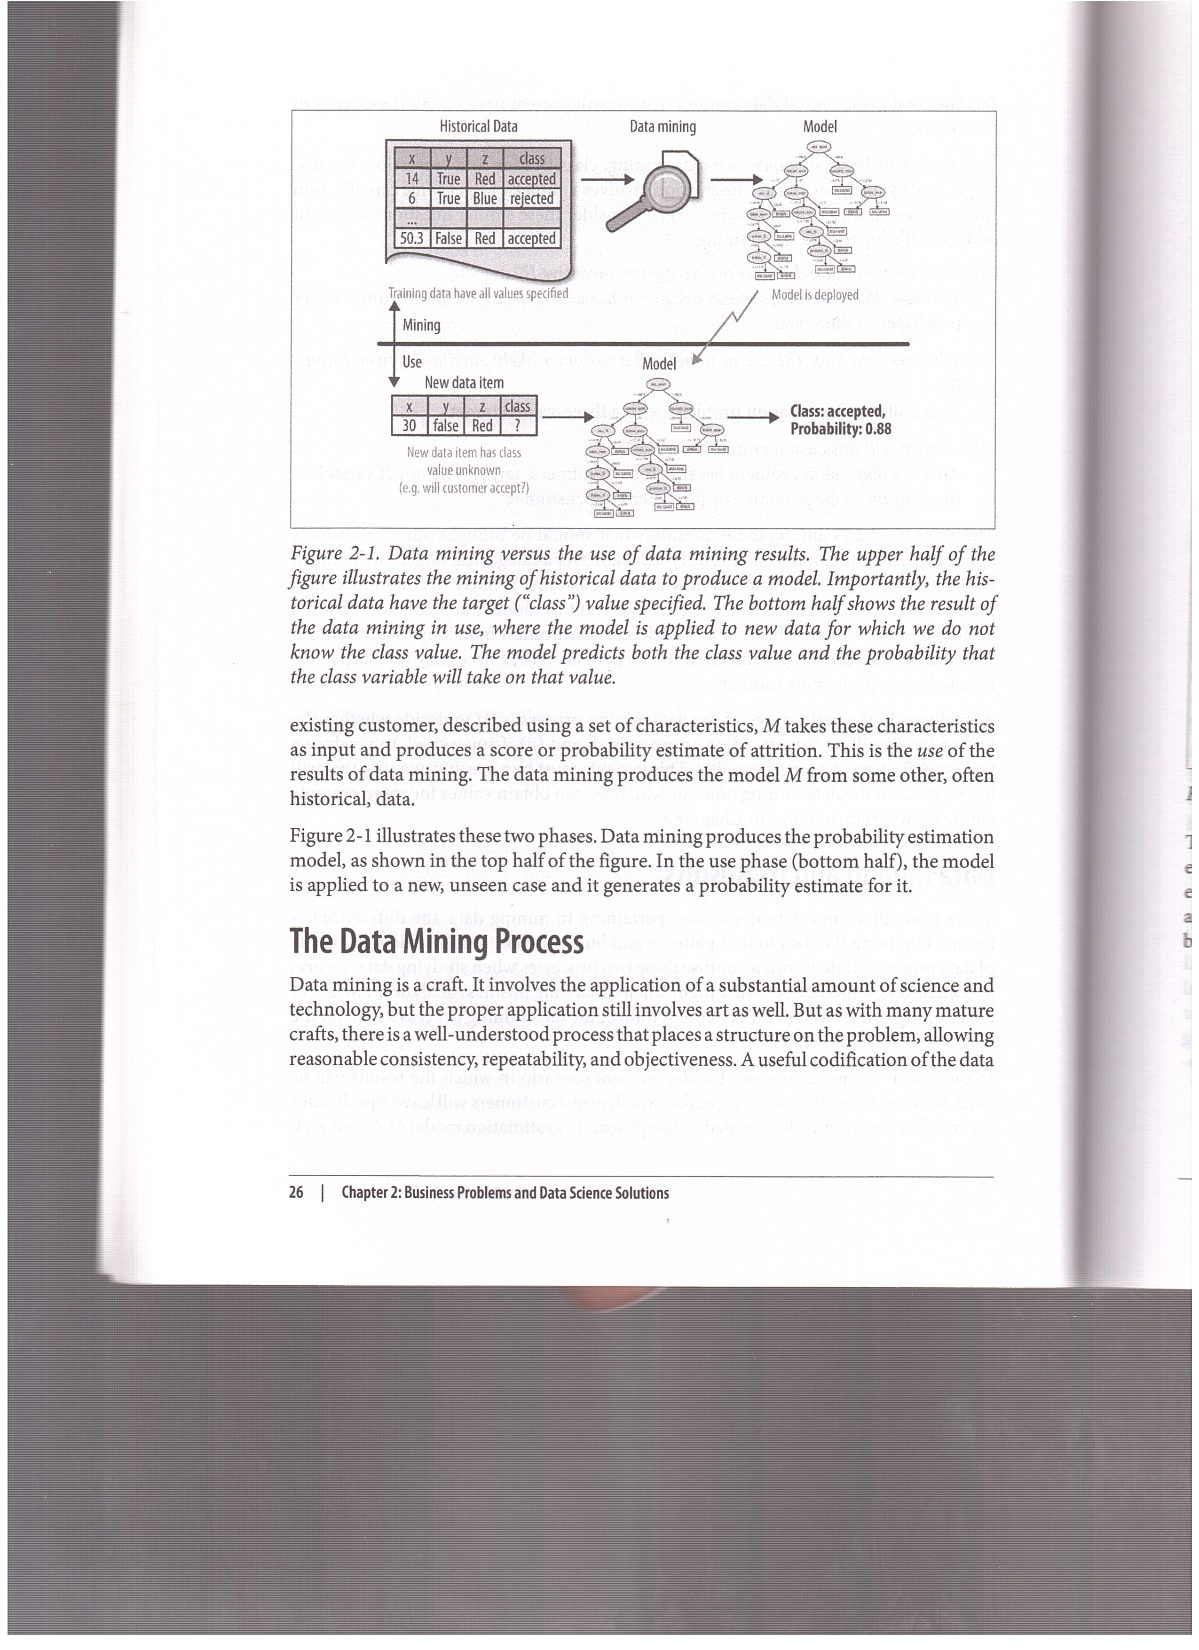 Historical Data Data mining Model
x y z class
14 True Red accepted
6 True Blue rejected
...
50.3 False Red accepted
Training data have all values specified
Model is deployed
Mining
Use
Model
New data item
x y z class
30 false Red ?
Class: accepted,
Probability: 0.88
New data item has class
value unknown
(e.g. will customer accept?)
Figure 2-1. Data mining versus the use of data mining results. The upper half of the
figure illustrates the mining of historical data to produce a model. Importantly, the his-
torical data have the target (“class”) value specified. The bottom half shows the result of
the data mining in use, where the model is applied to new data for which we do not
know the class value. The model predicts both the class value and the probability that
the class variable will take on that value.
existing customer, described using a set of characteristics, M takes these characteristics
as input and produces a score or probability estimate of attrition. This is the use of the
results of data mining. The data mining produces the model M from some other, often
historical, data.
Figure 2-1 illustrates these two phases. Data mining produces the probability estimation
model, as shown in the top half of the figure. In the use phase (bottom half), the model
is applied to a new, unseen case and it generates a probability estimate for it.
The Data Mining Process
Data mining is a craft. It involves the application of a substantial amount of science and
technology, but the proper application still involves art as well. But as with many mature
crafts, there is a well-understood process that places a structure on the problem, allowing
reasonable consistency, repeatability, and objectiveness. A useful codification of the data
26 | Chapter 2: Business Problems and Data Science Solutions